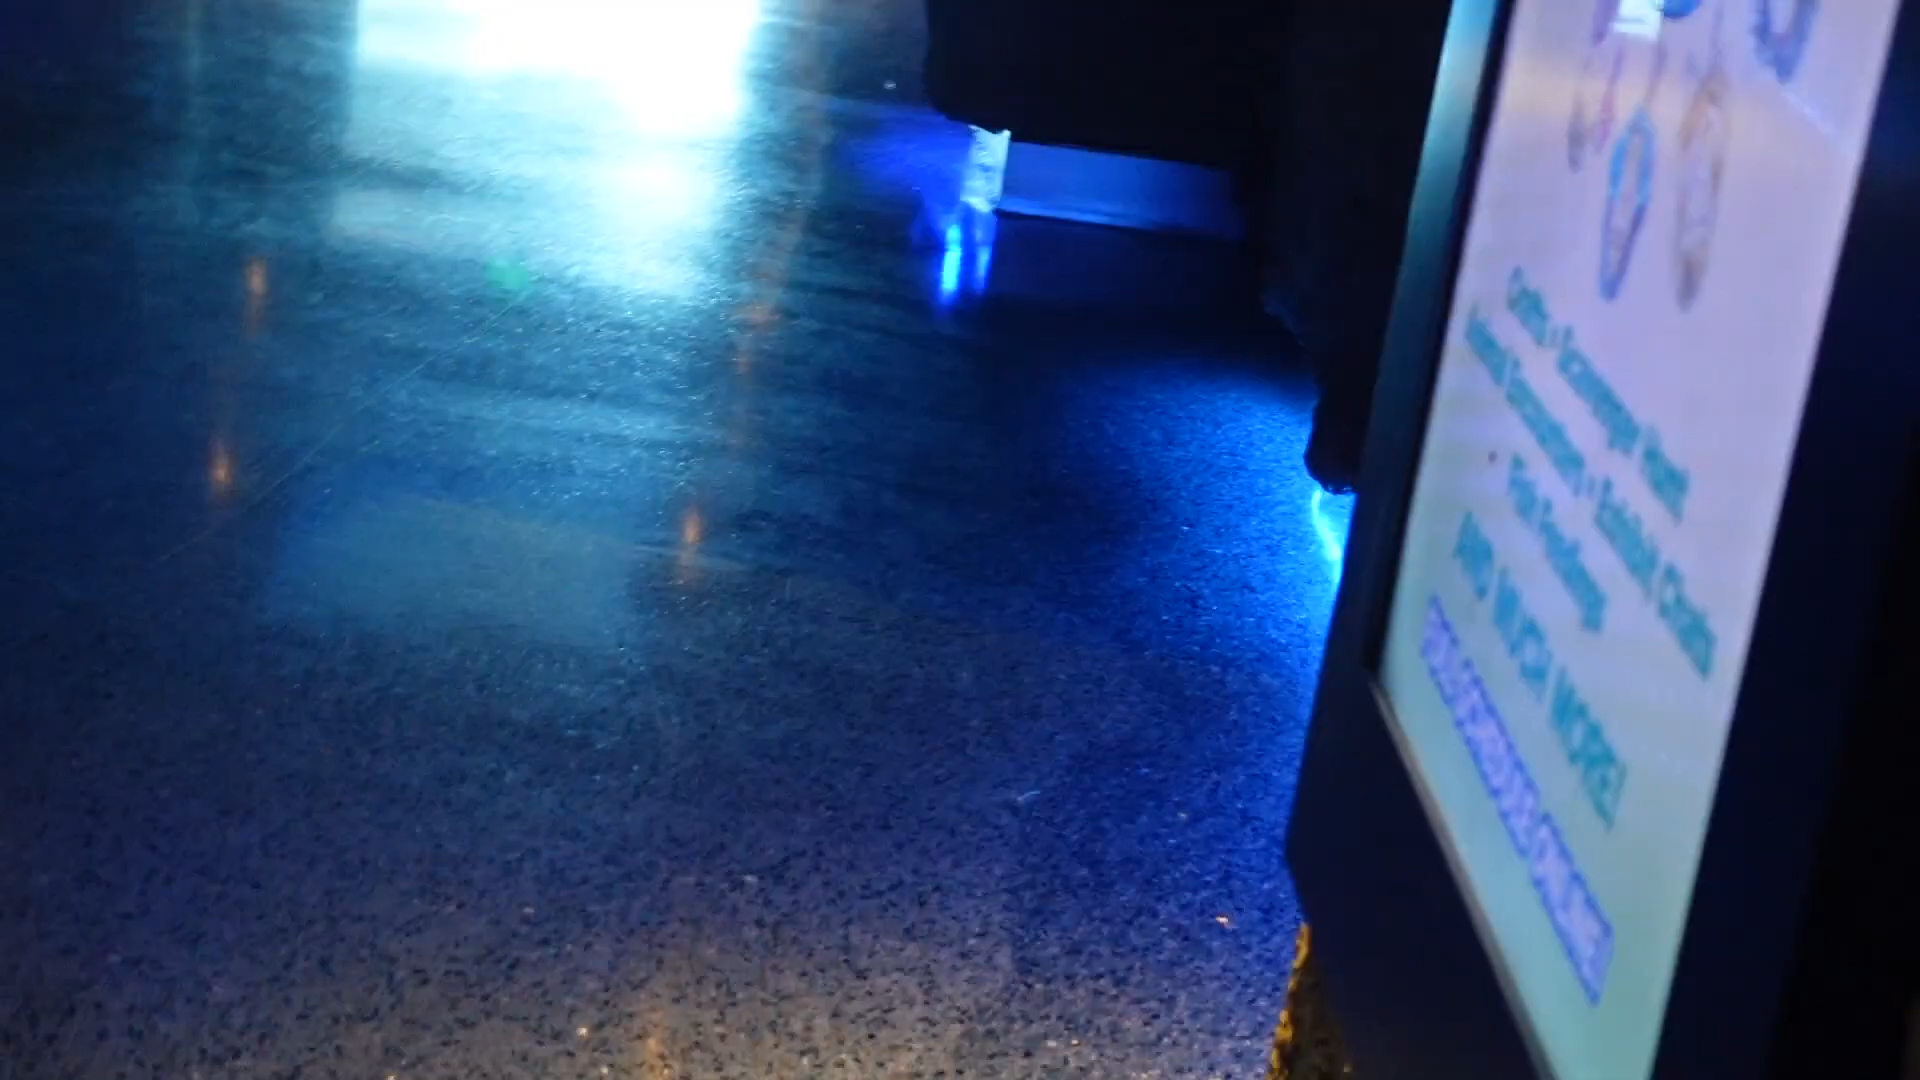 Crafts • Scavenger Hunt
Animal Encounters • Exhibit Chats
Fish Feedings
AND MUCH MORE!